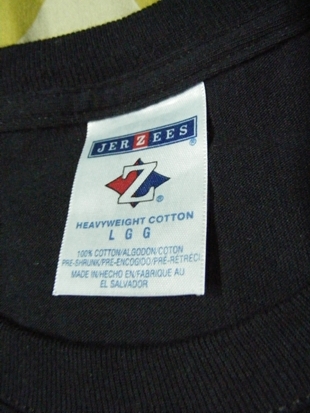 JERZEES
®
Z®
HEAVYWEIGHT COTTON
L G G
100% COTTON/ALGODON/COTON
PRE-SHRUNK/PRE-ENCOGIDO/PRE-RÉTRÉCI
MADE IN/HECHO EN/FABRIQUE AU
EL SALVADOR